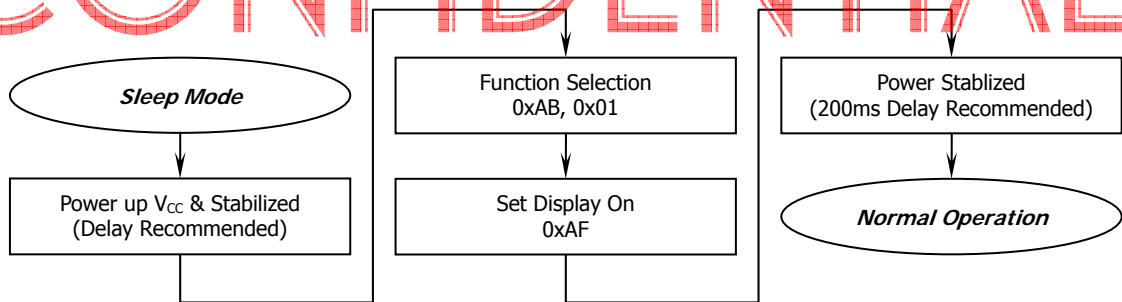 CONFIDENTIAL
Sleep Mode
Power up VCC & Stabilized
(Delay Recommended)
Function Selection
0xAB, 0x01
Set Display On
0xAF
Power Stablized
(200ms Delay Recommended)
Normal Operation